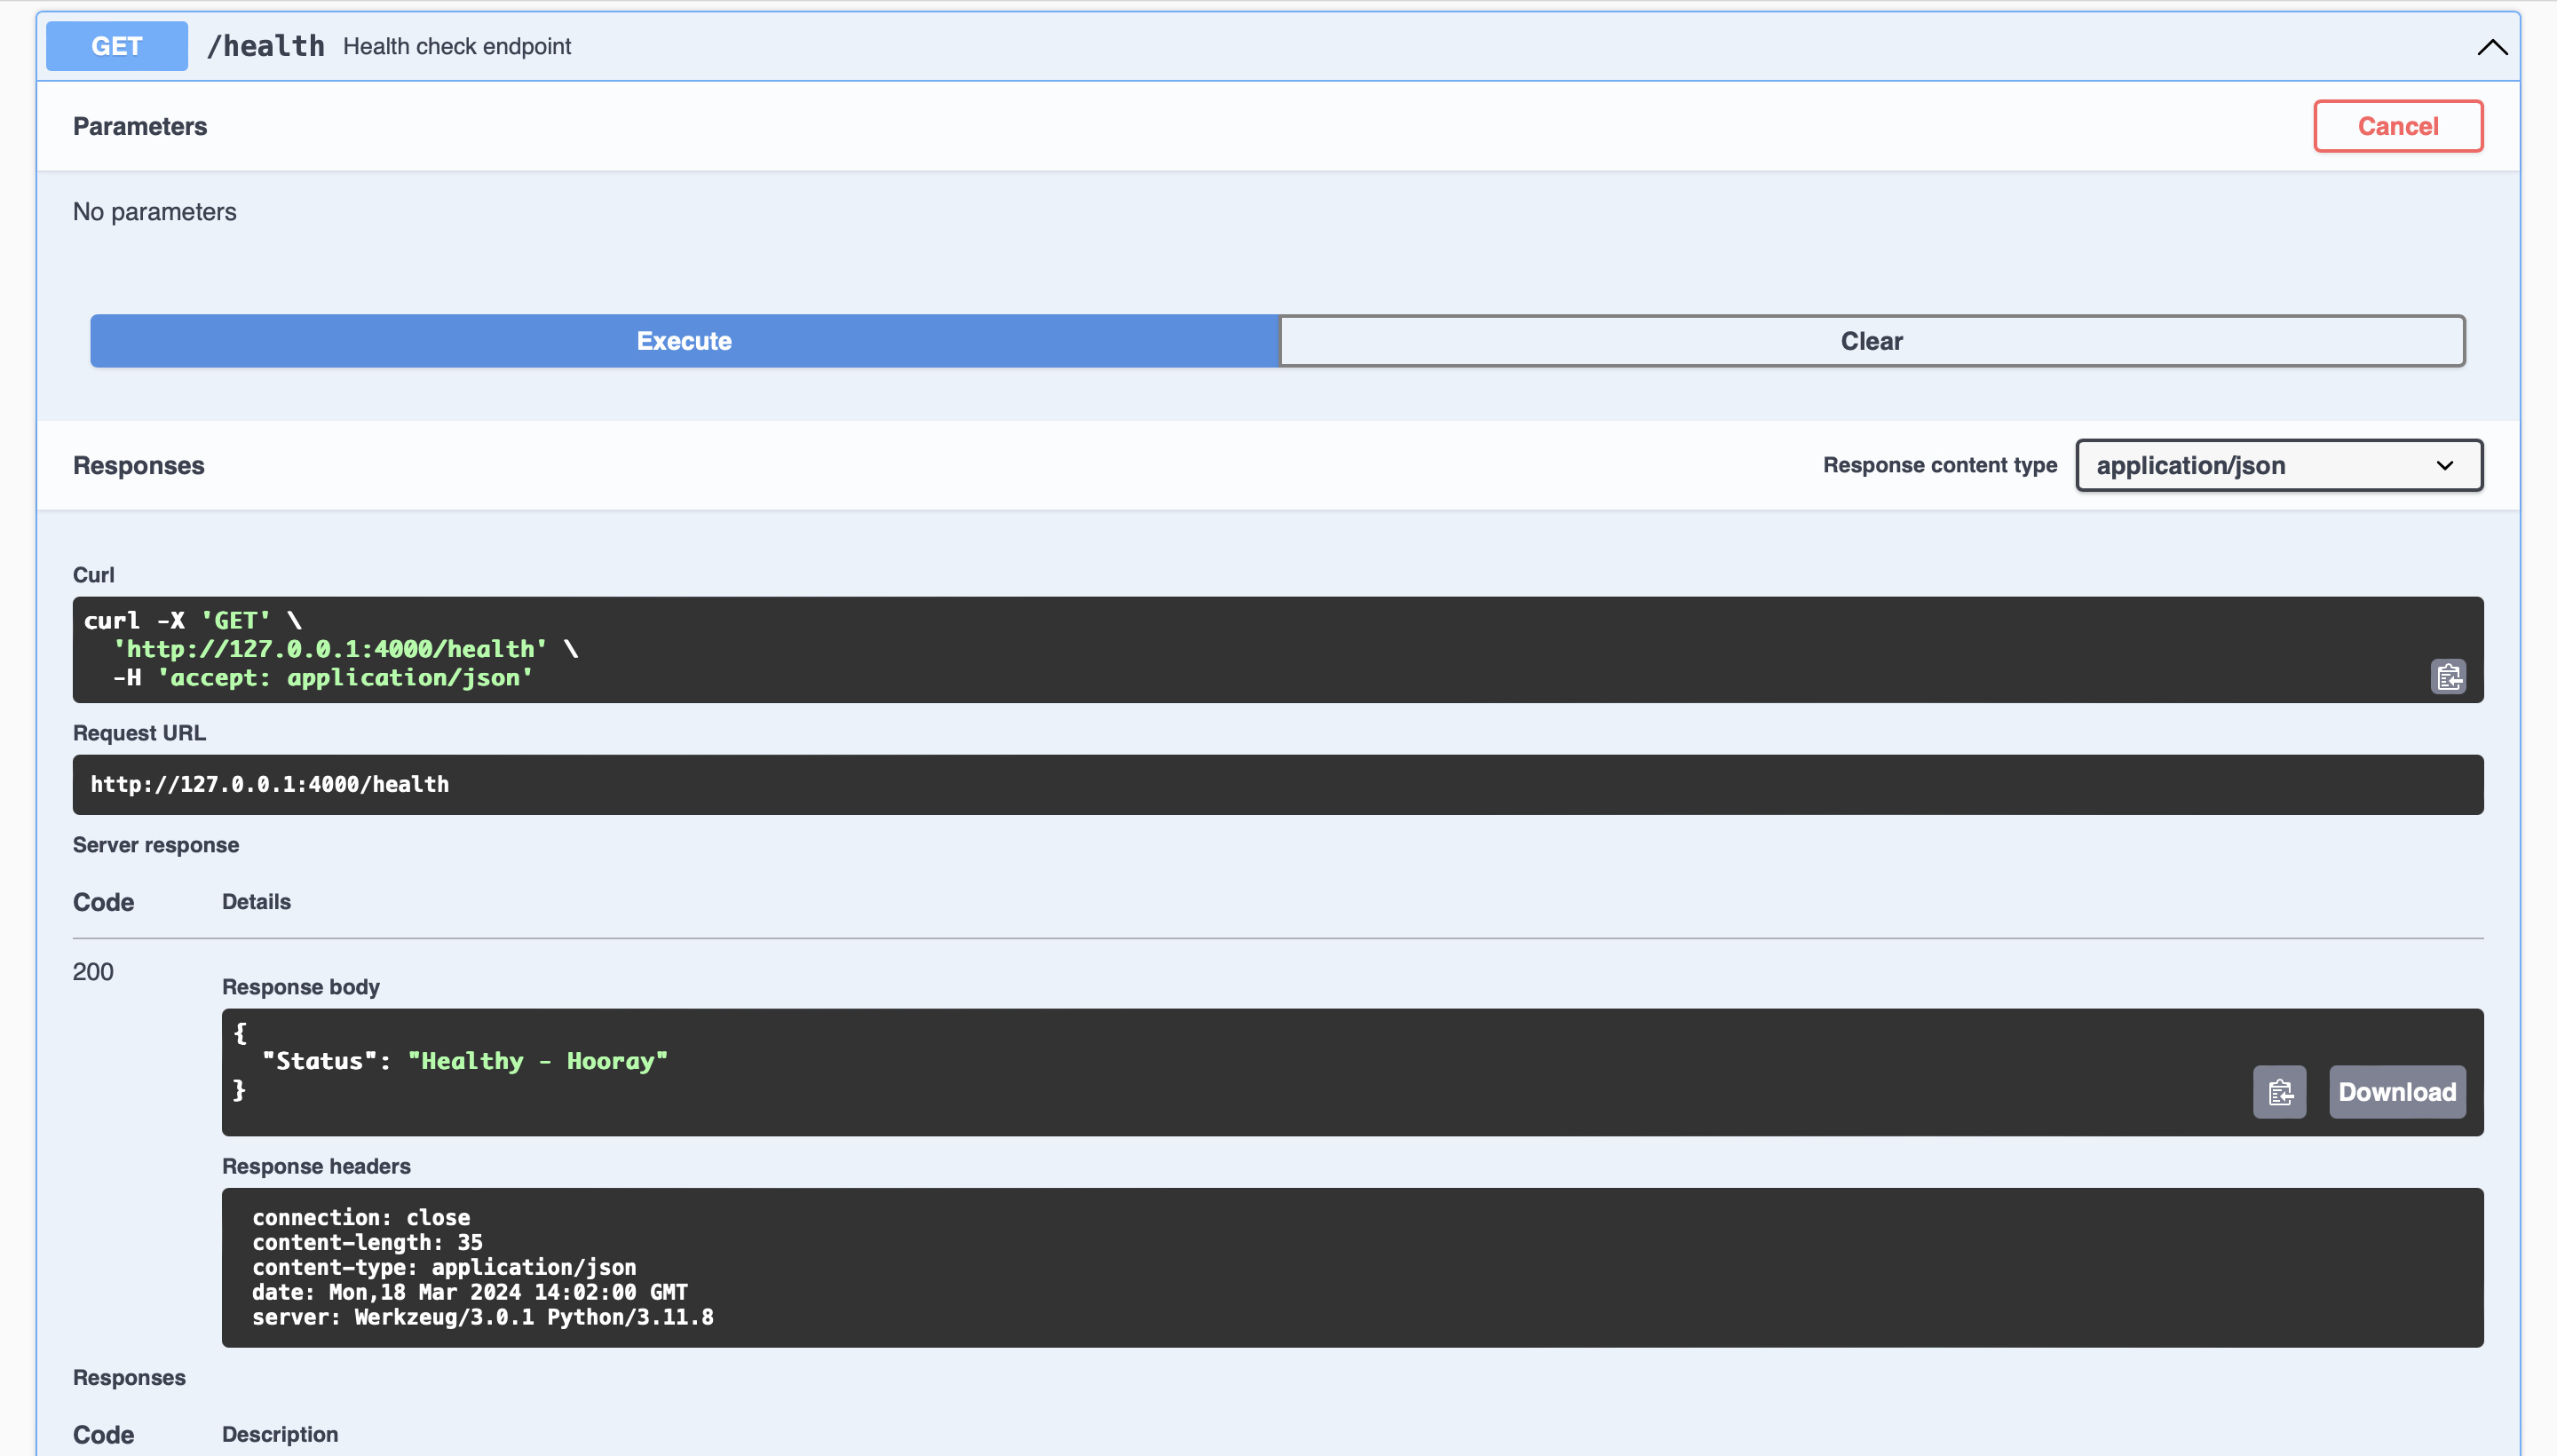 GET /health Health check endpoint
Parameters
Cancel
No parameters
Execute
Clear
Responses
Response content type
application/json
Curl
curl -X 'GET' \
  'http://127.0.0.1:4000/health' \
  -H 'accept: application/json'
Request URL
http://127.0.0.1:4000/health
Server response
Code Details
200
Response body
{
  "Status": "Healthy - Hooray"
}
Download
Response headers
connection: close
content-length: 35
content-type: application/json
date: Mon,18 Mar 2024 14:02:00 GMT
server: Werkzeug/3.0.1 Python/3.11.8
Responses
Code Description